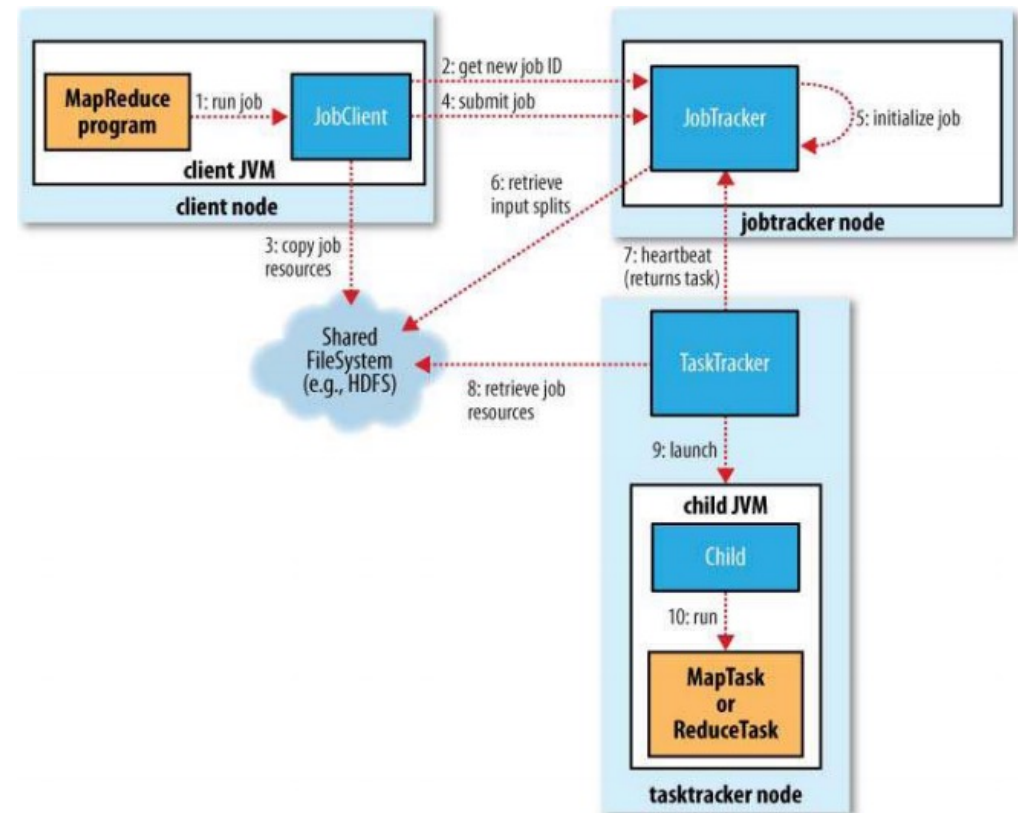 MapReduce
program
1: run job
JobClient
client JVM
client node
2: get new job ID
4: submit job
JobTracker
5: initialize job
jobtracker node
3: copy job
resources
6: retrieve
input splits
7: heartbeat
(returns task)
Shared
FileSystem
(e.g., HDFS)
8: retrieve job
resources
TaskTracker
9: launch
child JVM
Child
10: run
MapTask
or
ReduceTask
tasktracker node